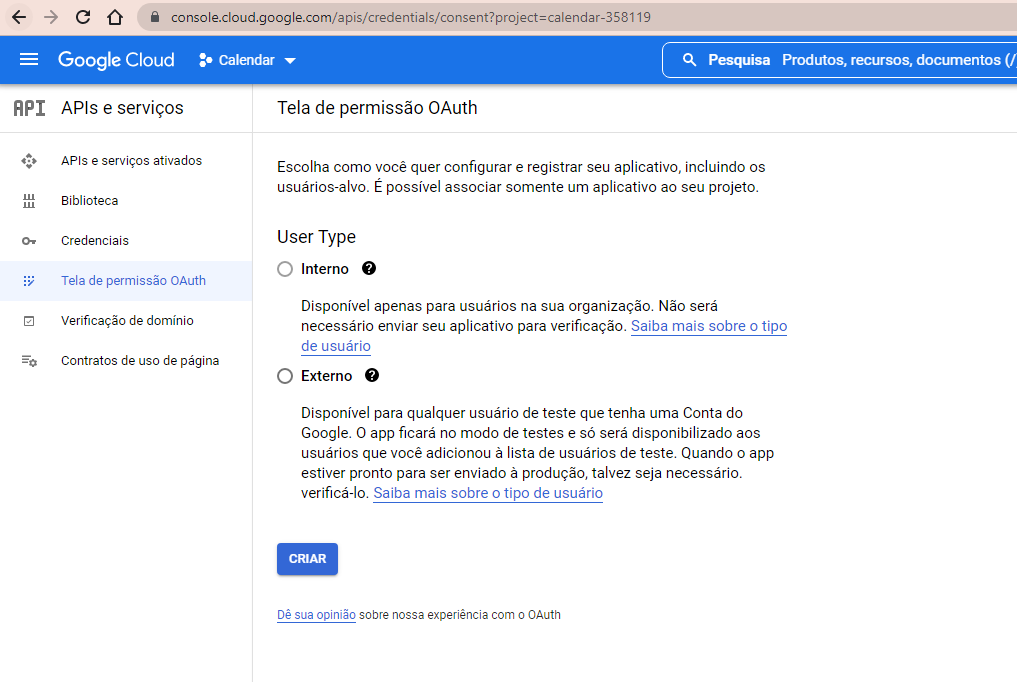 console.cloud.google.com/apis/credentials/consent?project=calendar-358119
Google Cloud
Calendar
Pesquisa Produtos, recursos, documentos (/)
API APIs e serviços
APIs e serviços ativados
Biblioteca
Credenciais
Tela de permissão OAuth
Verificação de domínio
Contratos de uso de página
Tela de permissão OAuth
Escolha como você quer configurar e registrar seu aplicativo, incluindo os
usuários-alvo. É possível associar somente um aplicativo ao seu projeto.
User Type
Interno
Disponível apenas para usuários na sua organização. Não será
necessário enviar seu aplicativo para verificação. Saiba mais sobre o tipo
de usuário
Externo
Disponível para qualquer usuário de teste que tenha uma Conta do
Google. O app ficará no modo de testes e só será disponibilizado aos
usuários que você adicionou à lista de usuários de teste. Quando o app
estiver pronto para ser enviado à produção, talvez seja necessário.
verificá-lo. Saiba mais sobre o tipo de usuário
CRIAR
Dê sua opinião sobre nossa experiência com o OAuth